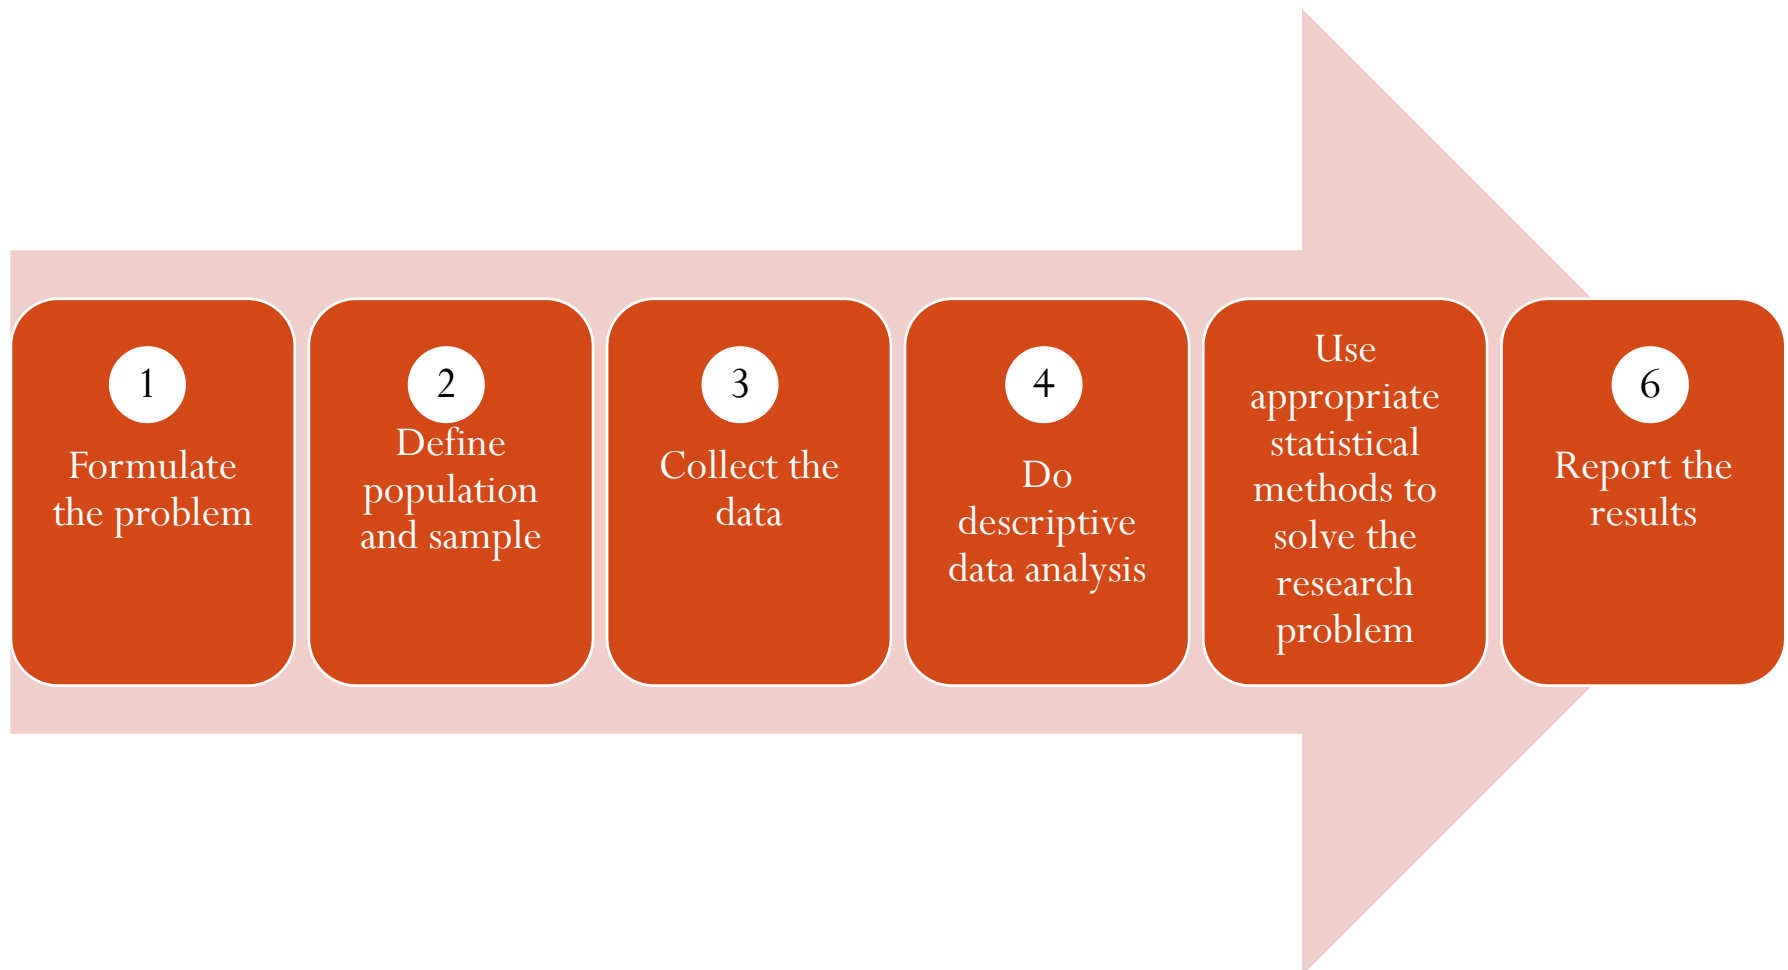 1
Formulate
the problem
2
Define
population
and sample
3
Collect the
data
4
Do
descriptive
data analysis
Use
appropriate
statistical
methods to
solve the
research
problem
6
Report the
results